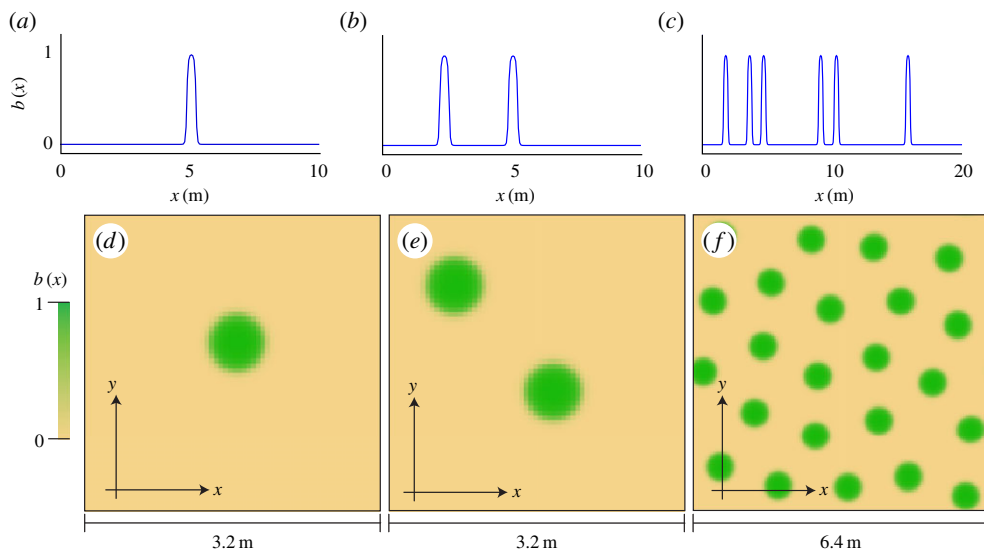 (a) (b) (c)
1
b(x)
0
0 5 10 0 5 10 0 10 20
x (m) x (m) x (m)
(d) (e) (f)
b(x)
1
0
y y y
x x x
3.2 m 3.2 m 6.4 m